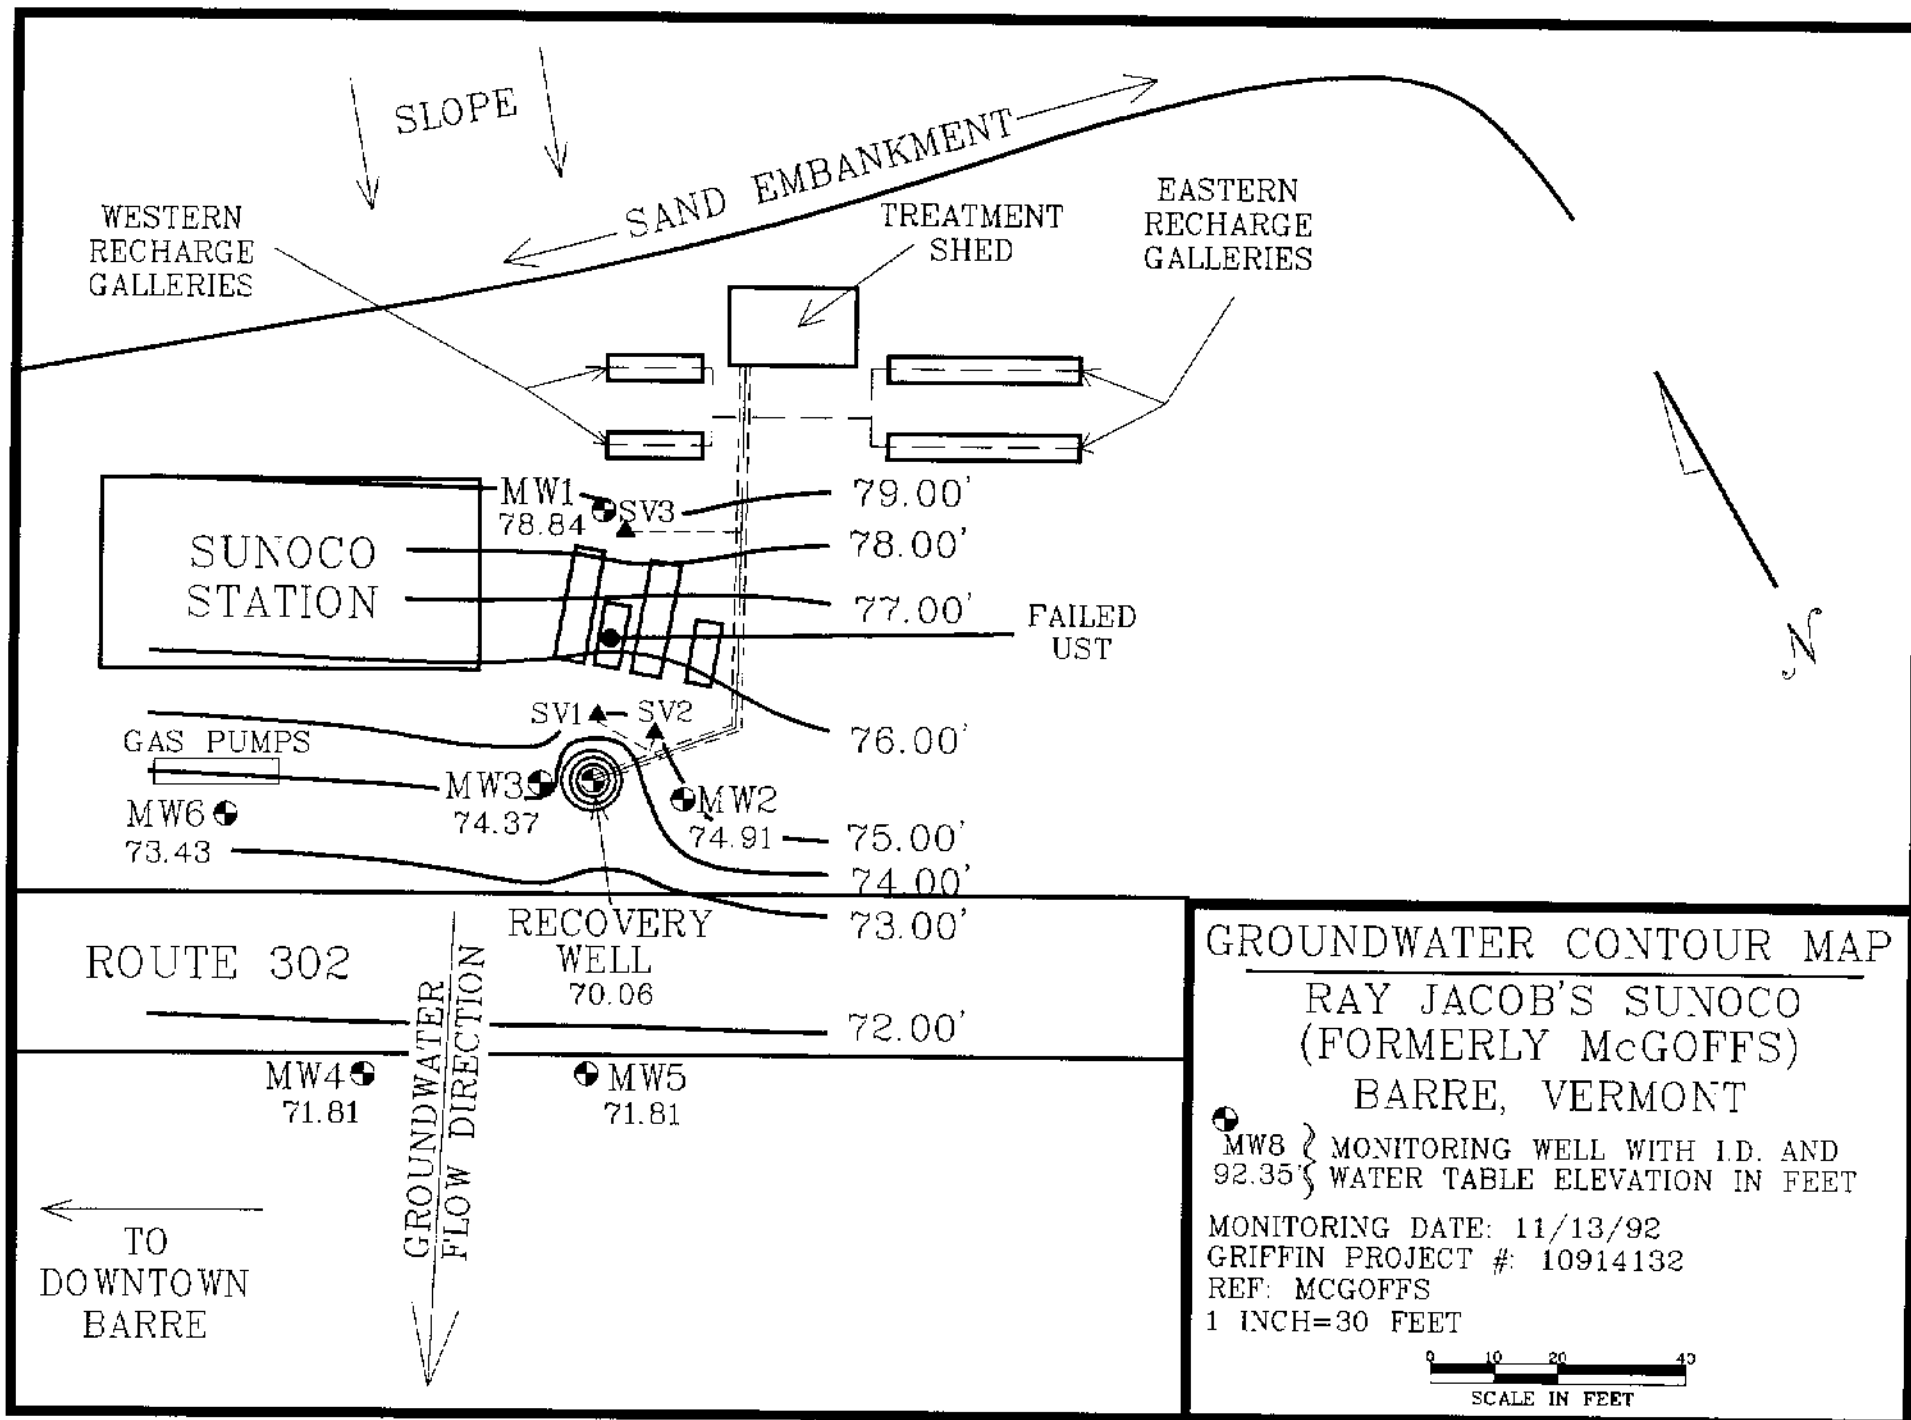 SLOPE
SAND EMBANKMENT
WESTERN
RECHARGE
GALLERIES
TREATMENT
SHED
EASTERN
RECHARGE
GALLERIES
MW1
78.84
SV3
79.00'
SUNOCO
STATION
78.00'
77.00'
FAILED
UST
N
SV1
SV2
76.00'
GAS PUMPS
MW3
74.37
MW2
74.91
MW6
73.43
75.00'
74.00'
73.00'
RECOVERY
WELL
70.06
ROUTE 302
72.00'
GROUNDWATER
FLOW DIRECTION
MW4
71.81
MW5
71.81
TO
DOWNTOWN
BARRE
GROUNDWATER CONTOUR MAP
RAY JACOB'S SUNOCO
(FORMERLY McGOFFS)
BARRE, VERMONT
MW8 } MONITORING WELL WITH I.D. AND
92.35' } WATER TABLE ELEVATION IN FEET
MONITORING DATE: 11/13/92
GRIFFIN PROJECT #: 10914132
REF: MCGOFFS
1 INCH=30 FEET
0 10 20 40
SCALE IN FEET